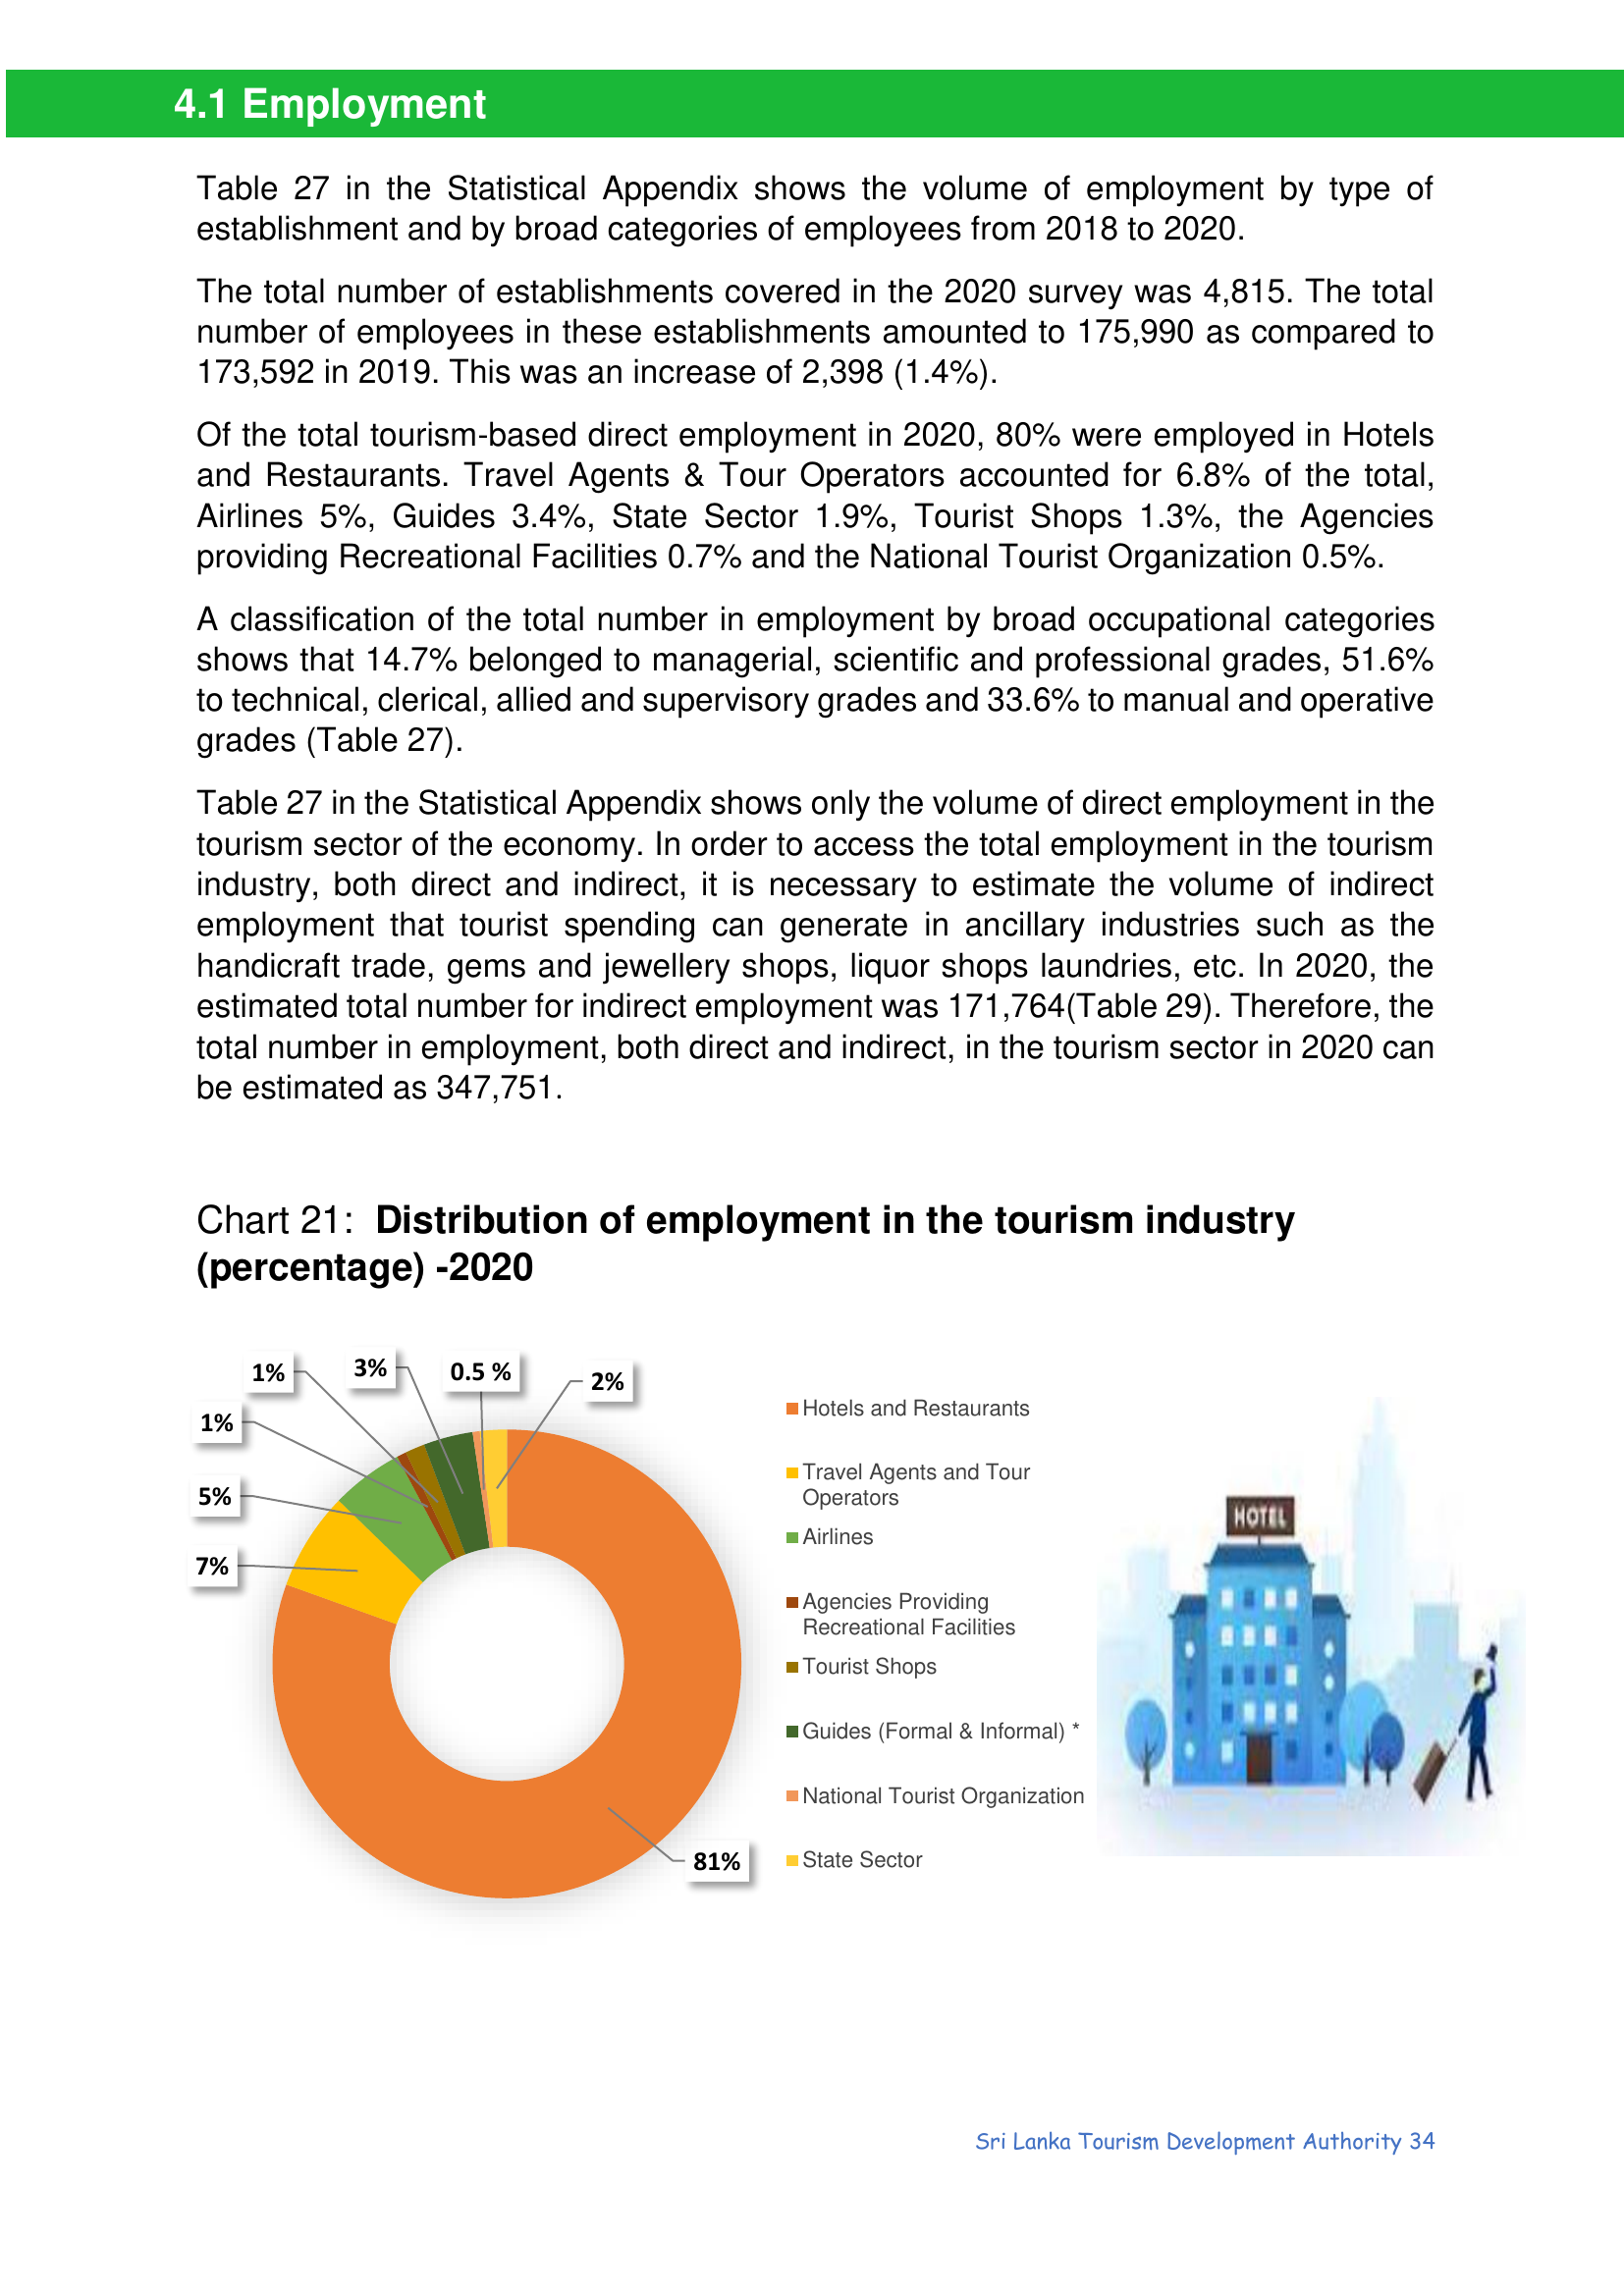 4.1 Employment
Table 27 in the Statistical Appendix shows the volume of employment by type of
establishment and by broad categories of employees from 2018 to 2020.
The total number of establishments covered in the 2020 survey was 4,815. The total
number of employees in these establishments amounted to 175,990 as compared to
173,592 in 2019. This was an increase of 2,398 (1.4%).
Of the total tourism-based direct employment in 2020, 80% were employed in Hotels
and Restaurants. Travel Agents & Tour Operators accounted for 6.8% of the total,
Airlines 5%, Guides 3.4%, State Sector 1.9%, Tourist Shops 1.3%, the Agencies
providing Recreational Facilities 0.7% and the National Tourist Organization 0.5%.
A classification of the total number in employment by broad occupational categories
shows that 14.7% belonged to managerial, scientific and professional grades, 51.6%
to technical, clerical, allied and supervisory grades and 33.6% to manual and operative
grades (Table 27).
Table 27 in the Statistical Appendix shows only the volume of direct employment in the
tourism sector of the economy. In order to access the total employment in the tourism
industry, both direct and indirect, it is necessary to estimate the volume of indirect
employment that tourist spending can generate in ancillary industries such as the
handicraft trade, gems and jewellery shops, liquor shops laundries, etc. In 2020, the
estimated total number for indirect employment was 171,764(Table 29). Therefore, the
total number in employment, both direct and indirect, in the tourism sector in 2020 can
be estimated as 347,751.
Chart 21: Distribution of employment in the tourism industry
(percentage) -2020
1%
3%
0.5 %
2%
1%
5%
7%
81%
Hotels and Restaurants
Travel Agents and Tour
Operators
Airlines
Agencies Providing
Recreational Facilities
Tourist Shops
Guides (Formal & Informal) *
National Tourist Organization
State Sector
HOTEL
Sri Lanka Tourism Development Authority 34